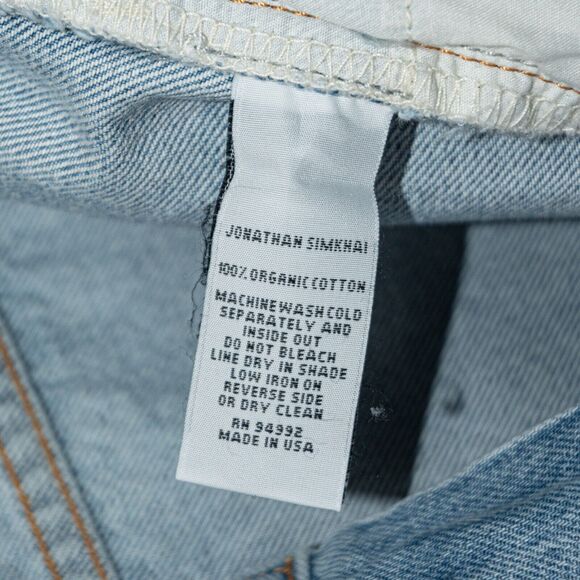 JONATHAN SIMKHAI
100% ORGANIC COTTON
MACHINE WASH COLD
SEPARATELY AND
INSIDE OUT
DO NOT BLEACH
LINE DRY IN SHADE
LOW IRON ON
REVERSE SIDE
OR DRY CLEAN
RN 94992
MADE IN USA